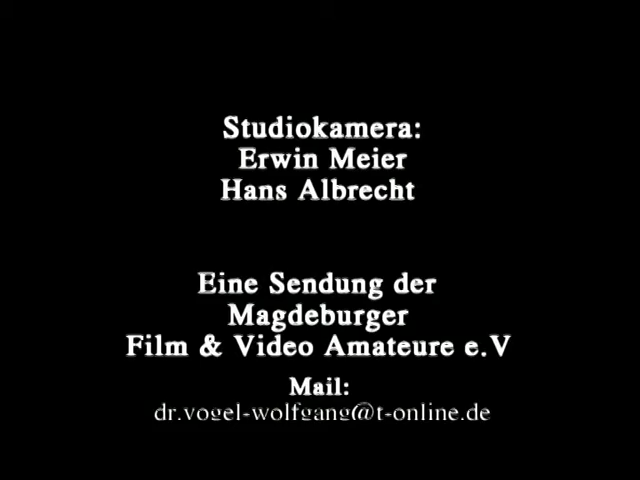 Studiokamera:
Erwin Meier
Hans Albrecht
Eine Sendung der
Magdeburger
Film & Video Amateure e.V
Mail:
dr.vogel-wolfgang@t-online.de